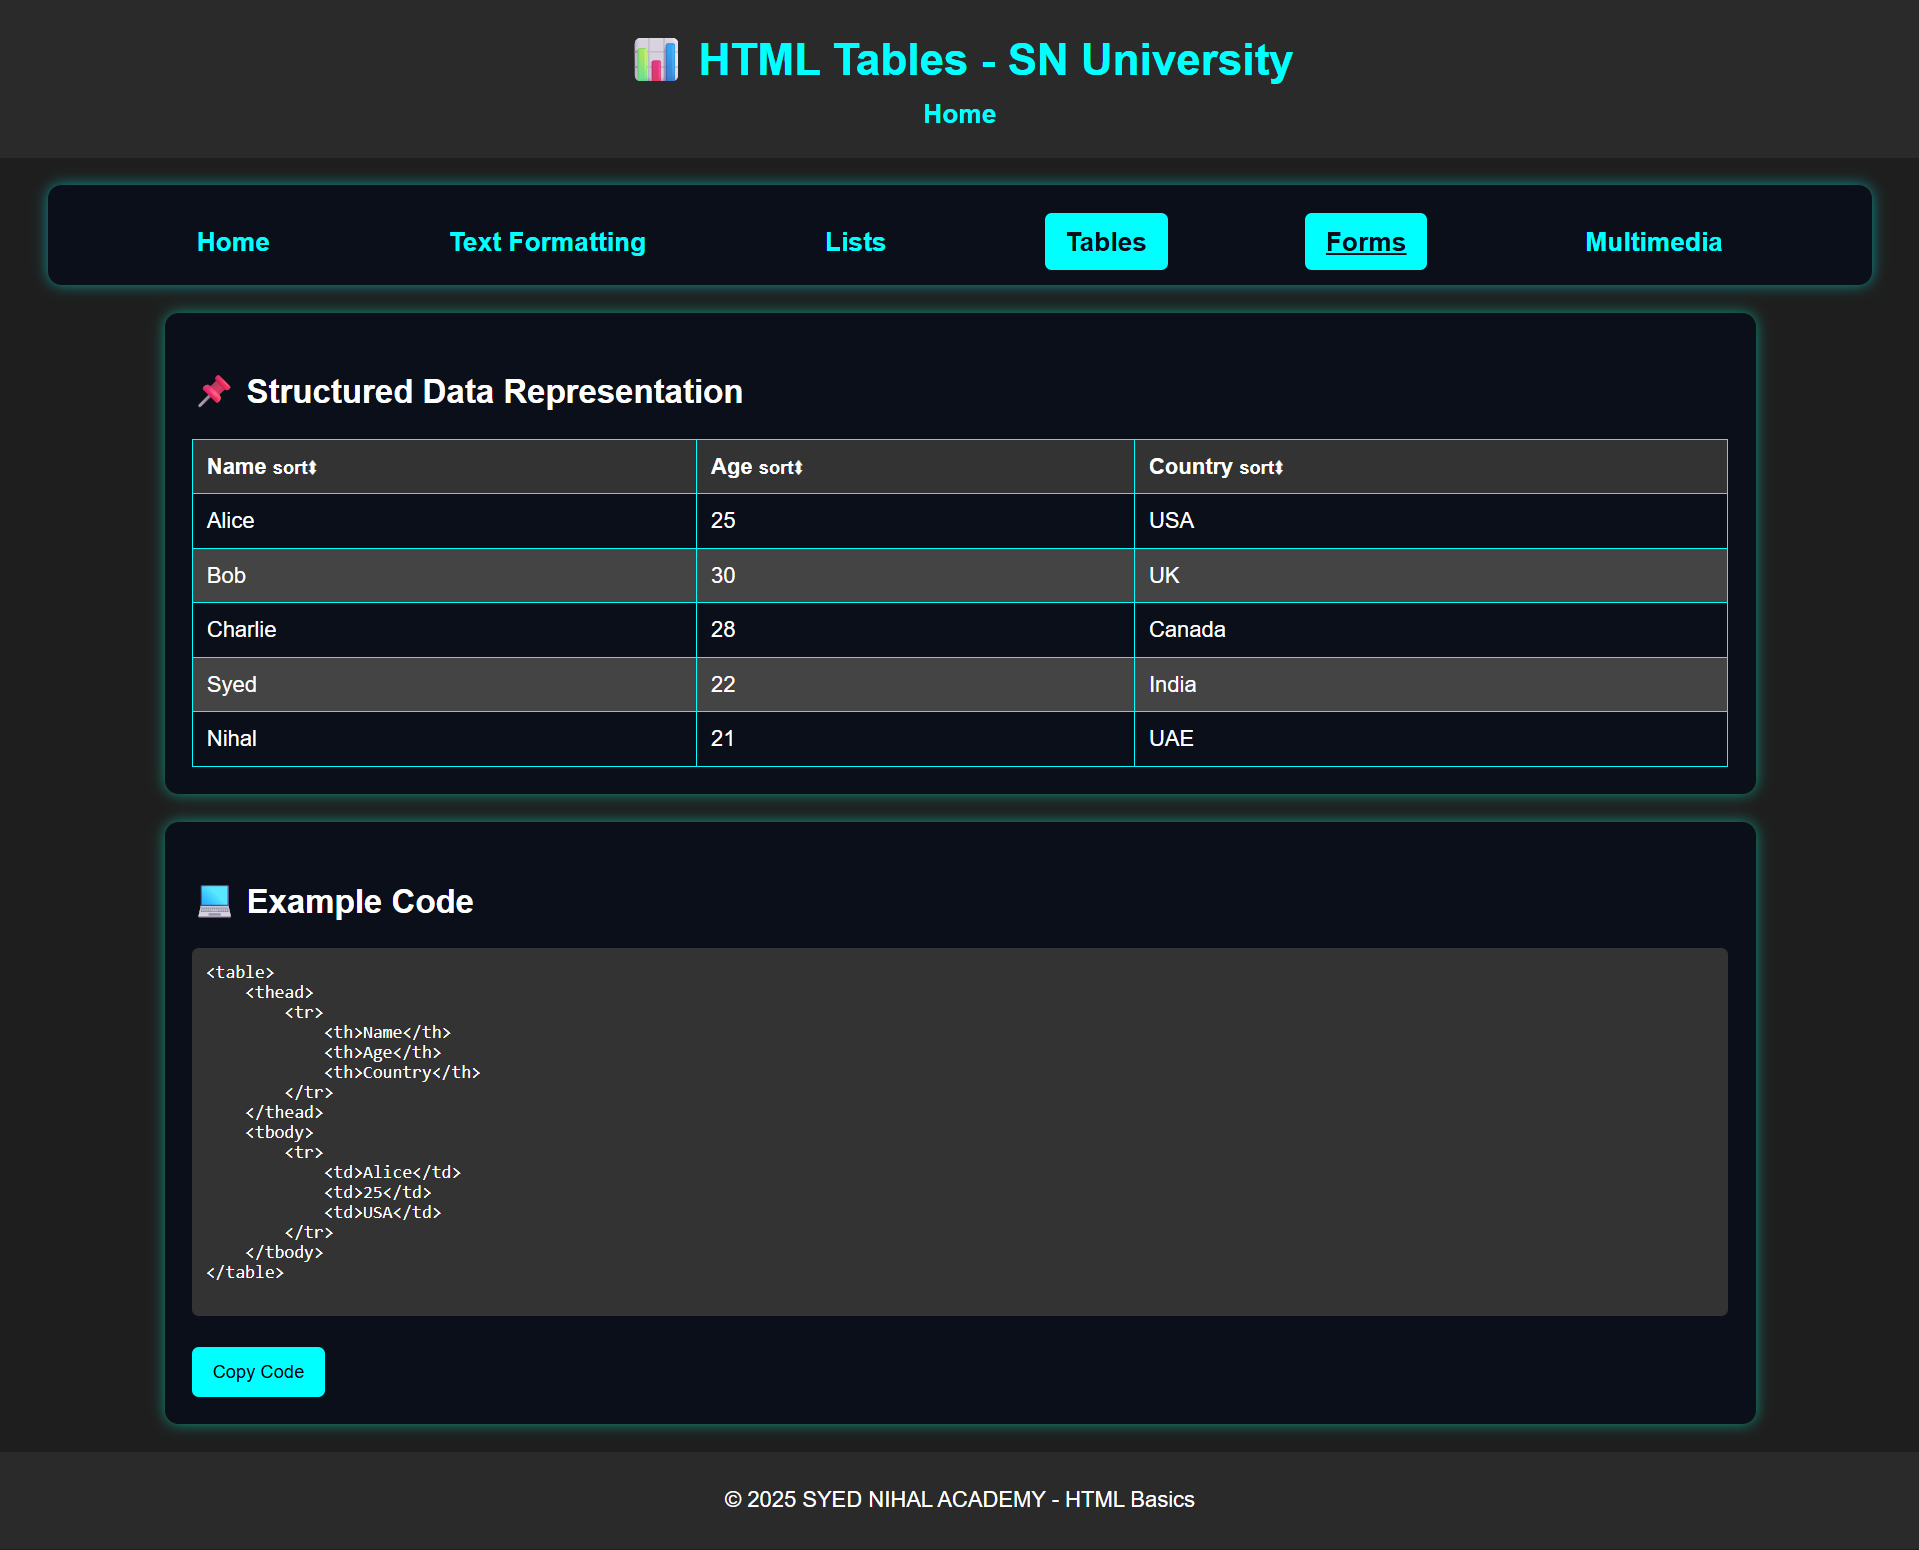 📊 HTML Tables - SN University
Home
Home Text Formatting Lists Tables Forms Multimedia
📌 Structured Data Representation
Name sort⬍ Age sort⬍ Country sort⬍
Alice 25 USA
Bob 30 UK
Charlie 28 Canada
Syed 22 India
Nihal 21 UAE
💻 Example Code
<table>
    <thead>
        <tr>
            <th>Name</th>
            <th>Age</th>
            <th>Country</th>
        </tr>
    </thead>
    <tbody>
        <tr>
            <td>Alice</td>
            <td>25</td>
            <td>USA</td>
        </tr>
    </tbody>
</table>
Copy Code
© 2025 SYED NIHAL ACADEMY - HTML Basics